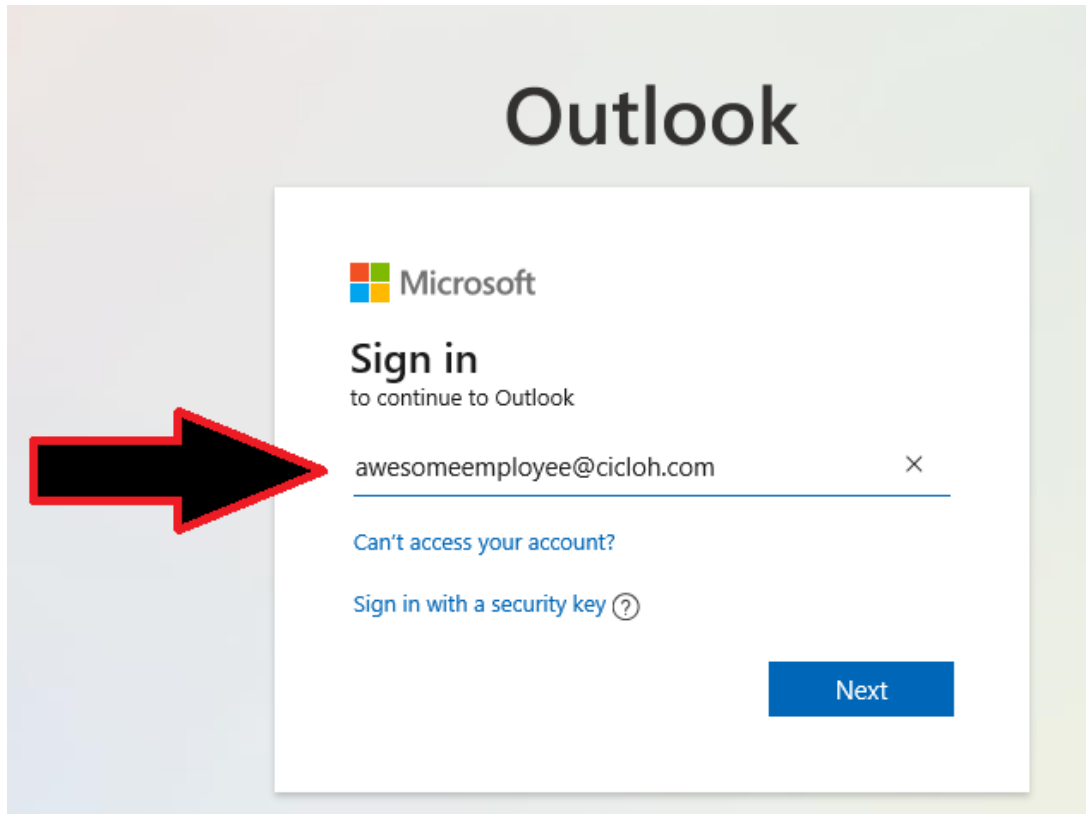 Outlook
Microsoft
Sign in
to continue to Outlook
awesomeemployee@cicloh.com
Can't access your account?
Sign in with a security key
Next